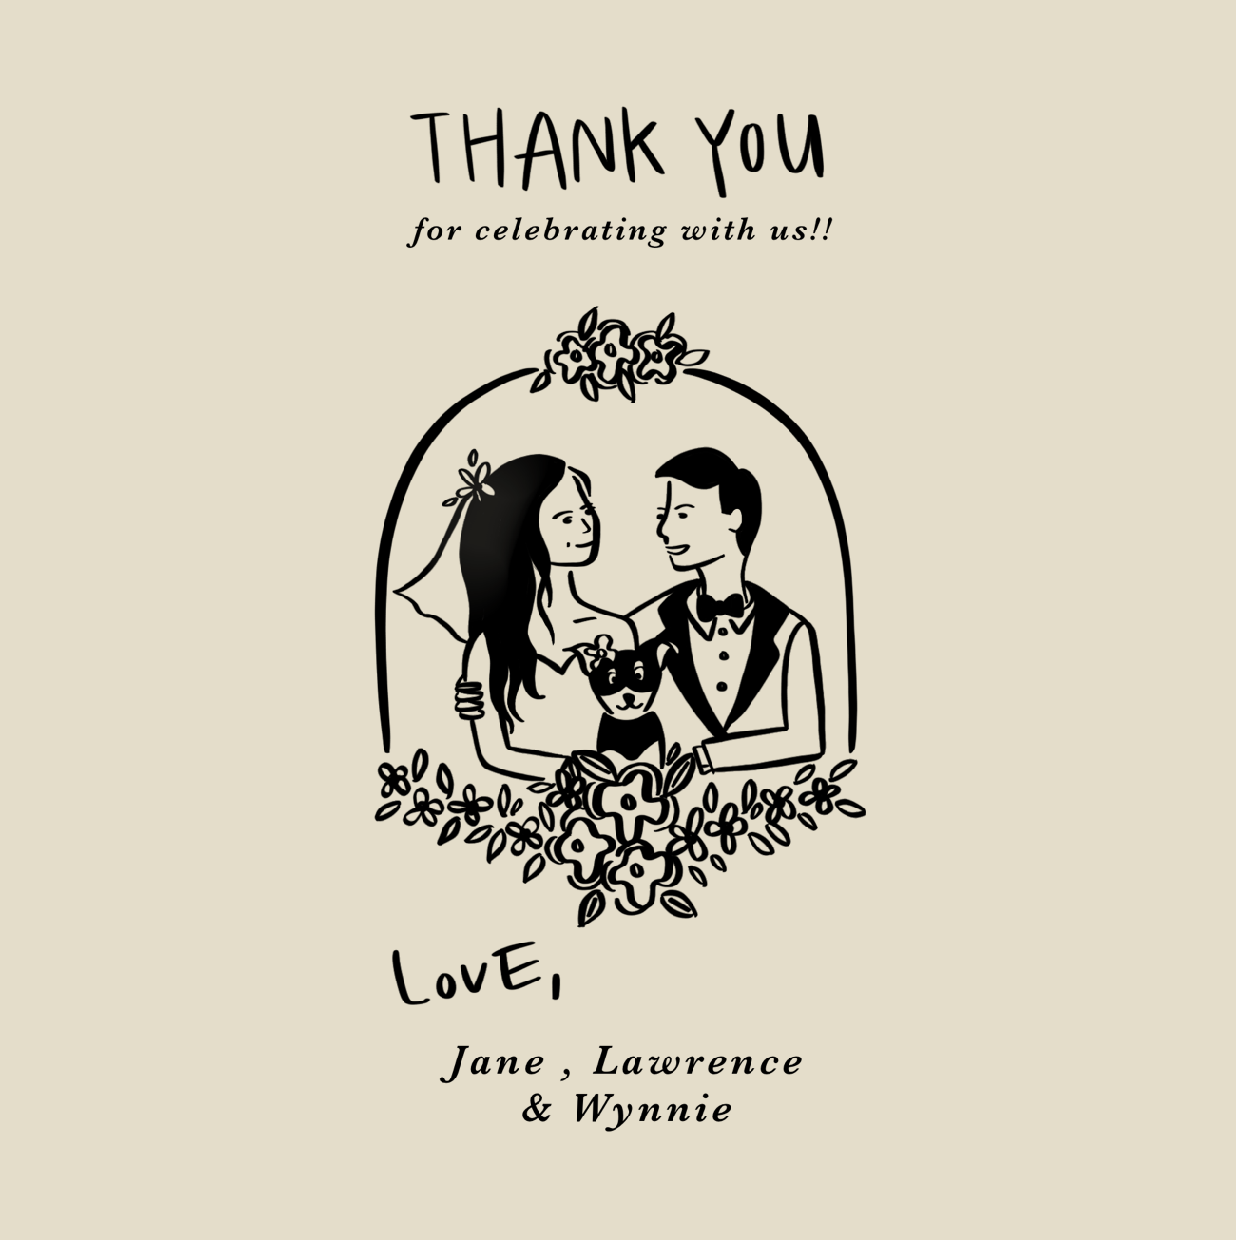 THANK YOU
for celebrating with us!!
LOVE,
Jane , Lawrence
& Wynnie